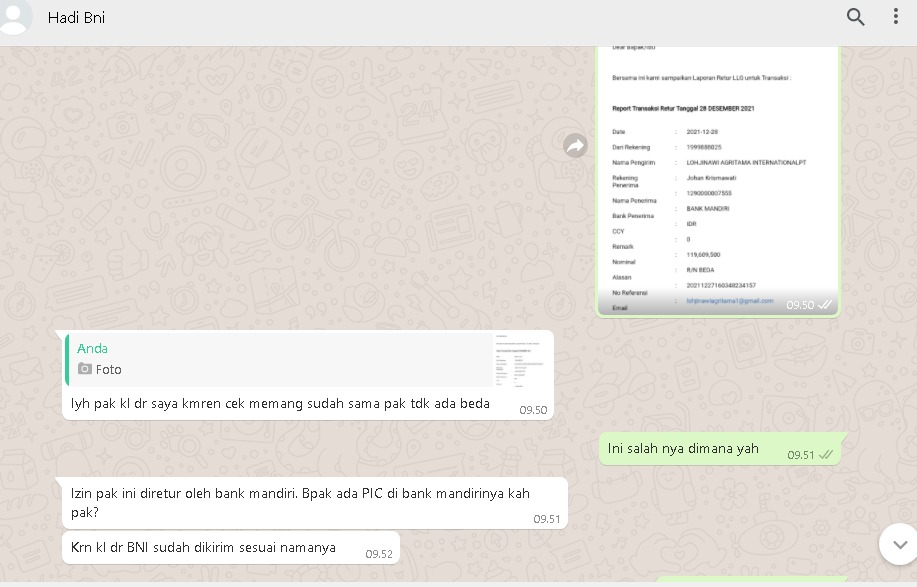 Hadi Bni
Dear Bapak/Ibu
Bersama ini kami sampaikan Laporan Retur LLG untuk Transaksi :
Report Transaksi Retur Tanggal 28 DESEMBER 2021
Date : 2021-12-28
Dari Rekening : 1999888025
Nama Pengirim : LOHJINAWI AGRITAMA INTERNATIONALPT
Rekening Penerima : Johan Krismawati
Nama Penerima : 1290000007555
Bank Penerima : BANK MANDIRI
CCY : IDR
Remark : 0
Nominal : 119,609,500
Alasan : R/N BEDA
No Referensi : 20211227160348234157
Email : lohjinawiagritama1@gmail.com
09.50
Anda
Foto
Iyh pak kl dr saya kmren cek memang sudah sama pak tdk ada beda
09.50
Ini salah nya dimana yah
09.51
Izin pak ini diretur oleh bank mandiri. Bpak ada PIC di bank mandirinya kah
pak?
09.51
Krn kl dr BNI sudah dikirim sesuai namanya
09.52